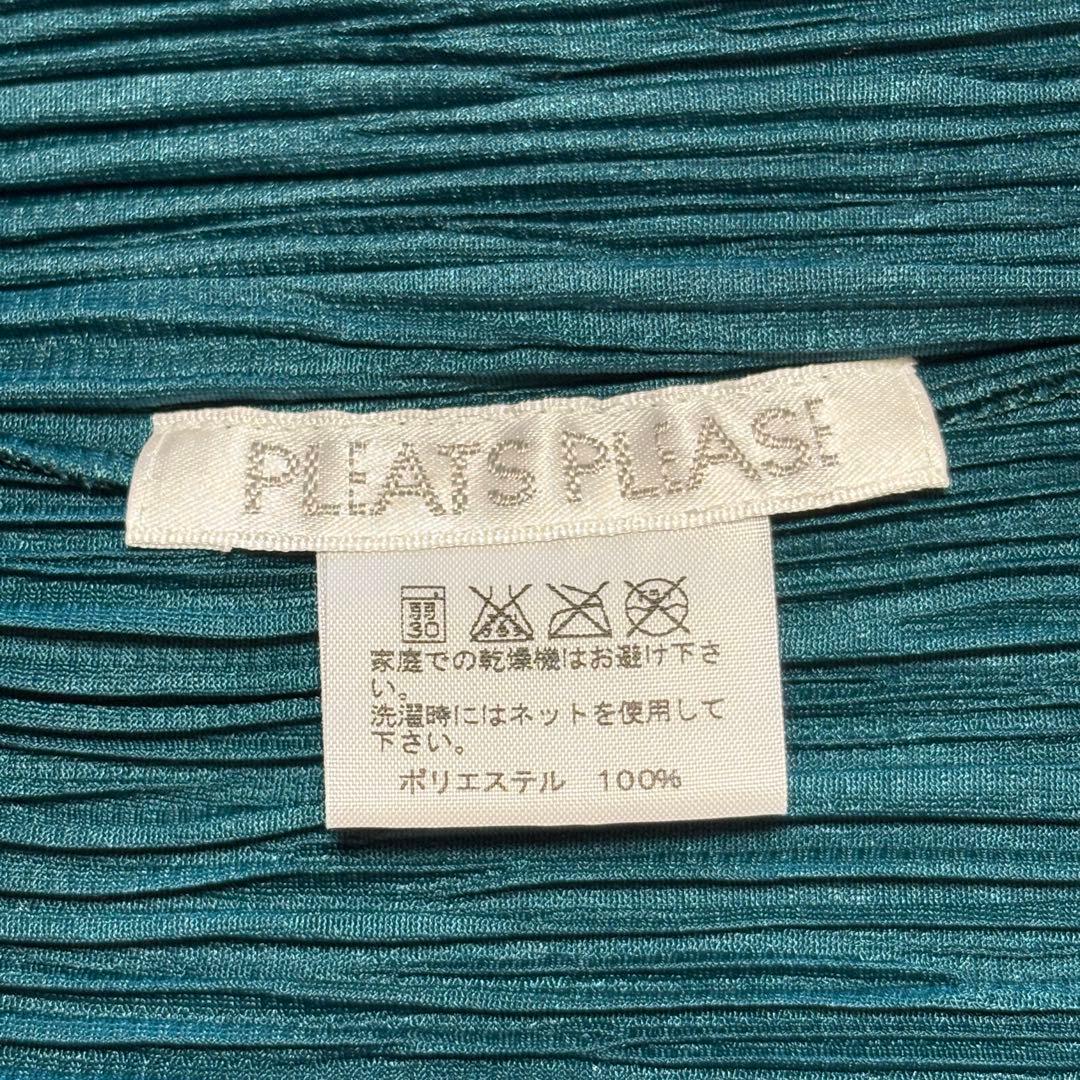 PLEATS PLEASE
弱
30
家庭での乾燥機はお避け下さ
い。
洗濯時にはネットを使用して
下さい。
ポリエステル 100%